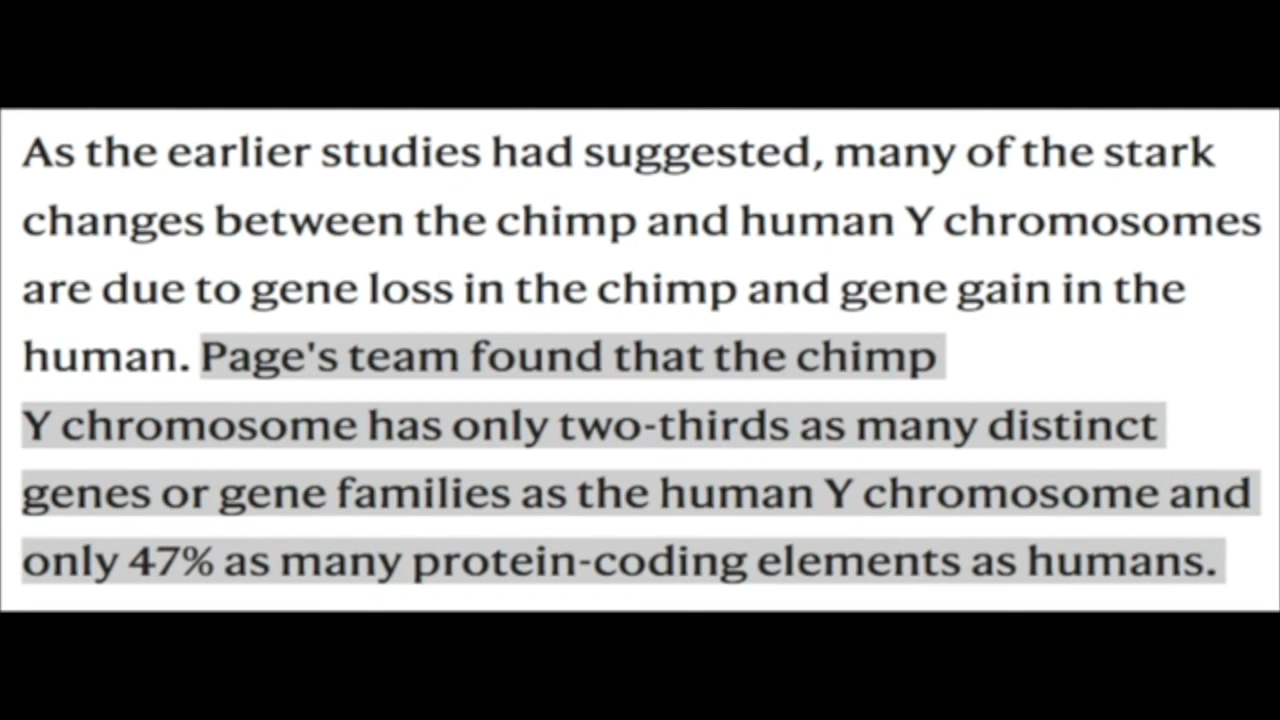 As the earlier studies had suggested, many of the stark
changes between the chimp and human Y chromosomes
are due to gene loss in the chimp and gene gain in the
human. Page's team found that the chimp
Y chromosome has only two-thirds as many distinct
genes or gene families as the human Y chromosome and
only 47% as many protein-coding elements as humans.